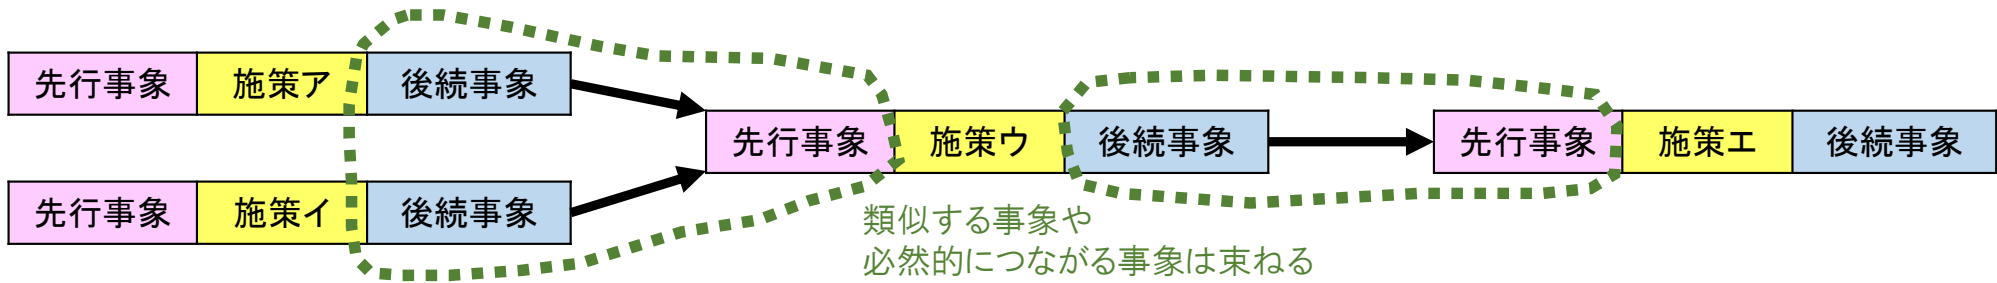 先行事象 施策ア 後続事象
先行事象 施策イ 後続事象
先行事象 施策ウ 後続事象
先行事象 施策エ 後続事象
類似する事象や
必然的につながる事象は束ねる